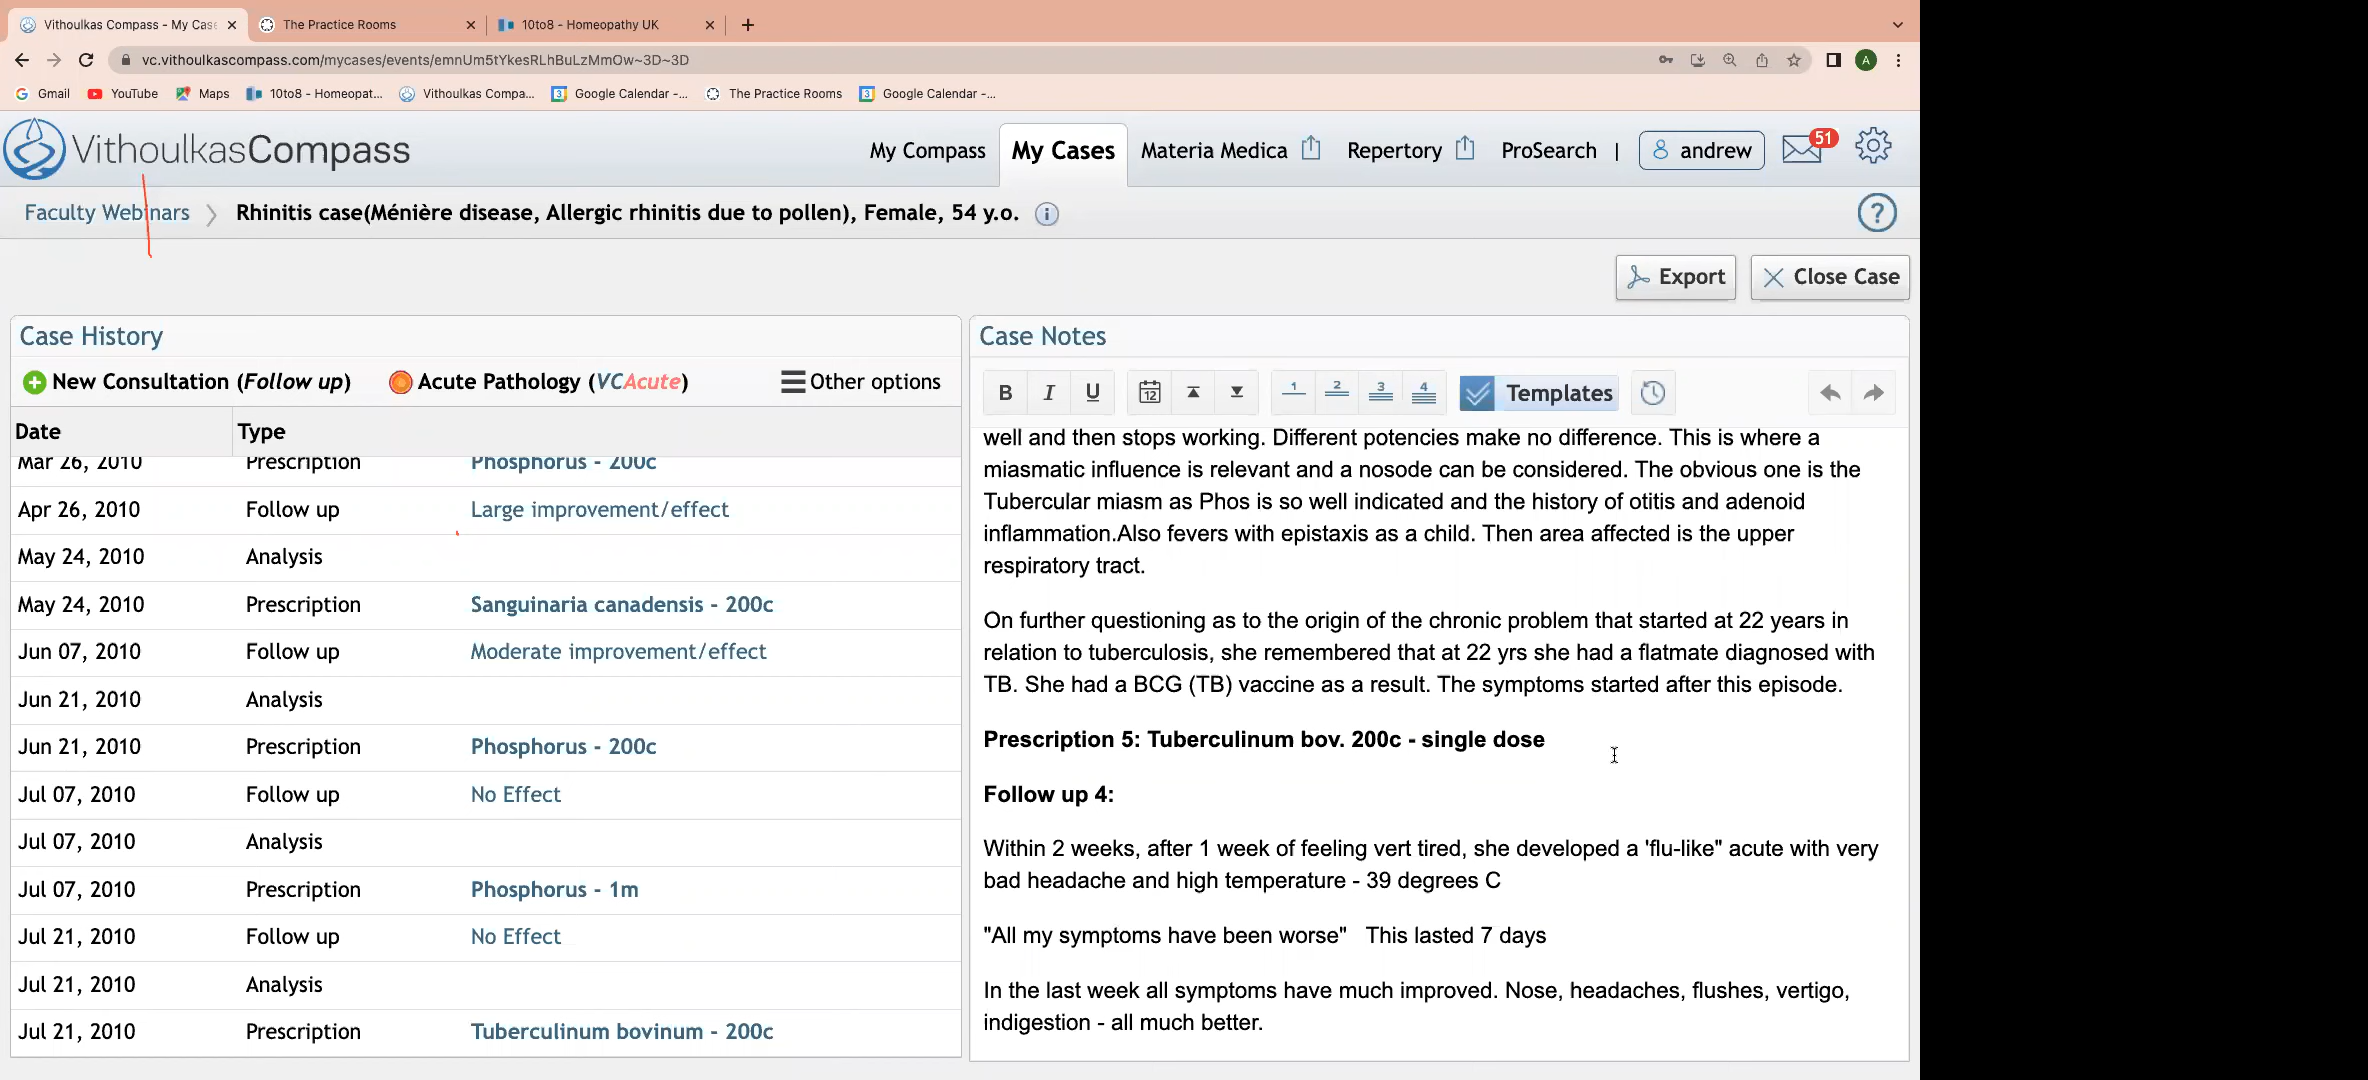 Vithoulkas Compass - My Case
The Practice Rooms
10to8 - Homeopathy UK
vc.vithoulkascompass.com/mycases/events/emnUm5tYkesRLhBuLzMmOw~3D~3D
A
Gmail
YouTube
Maps
10to8 - Homeopat...
Vithoulkas Compa...
Google Calendar -...
The Practice Rooms
Google Calendar -...
VithoulkasCompass
My Compass
My Cases
Materia Medica
Repertory
ProSearch |
andrew
51
Faculty Webinars
Rhinitis case(Ménière disease, Allergic rhinitis due to pollen), Female, 54 y.o.
Export
Close Case
Case History
New Consultation (Follow up)
Acute Pathology (VCAcute)
Other options
Date Type
Mar 26, 2010 Prescription Phosphorus - 200c
Apr 26, 2010 Follow up Large improvement/effect
May 24, 2010 Analysis
May 24, 2010 Prescription Sanguinaria canadensis - 200c
Jun 07, 2010 Follow up Moderate improvement/effect
Jun 21, 2010 Analysis
Jun 21, 2010 Prescription Phosphorus - 200c
Jul 07, 2010 Follow up No Effect
Jul 07, 2010 Analysis
Jul 07, 2010 Prescription Phosphorus - 1m
Jul 21, 2010 Follow up No Effect
Jul 21, 2010 Analysis
Jul 21, 2010 Prescription Tuberculinum bovinum - 200c
Case Notes
B I U 12 1 2 3 4 Templates
well and then stops working. Different potencies make no difference. This is where a
miasmatic influence is relevant and a nosode can be considered. The obvious one is the
Tubercular miasm as Phos is so well indicated and the history of otitis and adenoid
inflammation.Also fevers with epistaxis as a child. Then area affected is the upper
respiratory tract.
On further questioning as to the origin of the chronic problem that started at 22 years in
relation to tuberculosis, she remembered that at 22 yrs she had a flatmate diagnosed with
TB. She had a BCG (TB) vaccine as a result. The symptoms started after this episode.
Prescription 5: Tuberculinum bov. 200c - single dose
Follow up 4:
Within 2 weeks, after 1 week of feeling vert tired, she developed a 'flu-like" acute with very
bad headache and high temperature - 39 degrees C
"All my symptoms have been worse" This lasted 7 days
In the last week all symptoms have much improved. Nose, headaches, flushes, vertigo,
indigestion - all much better.